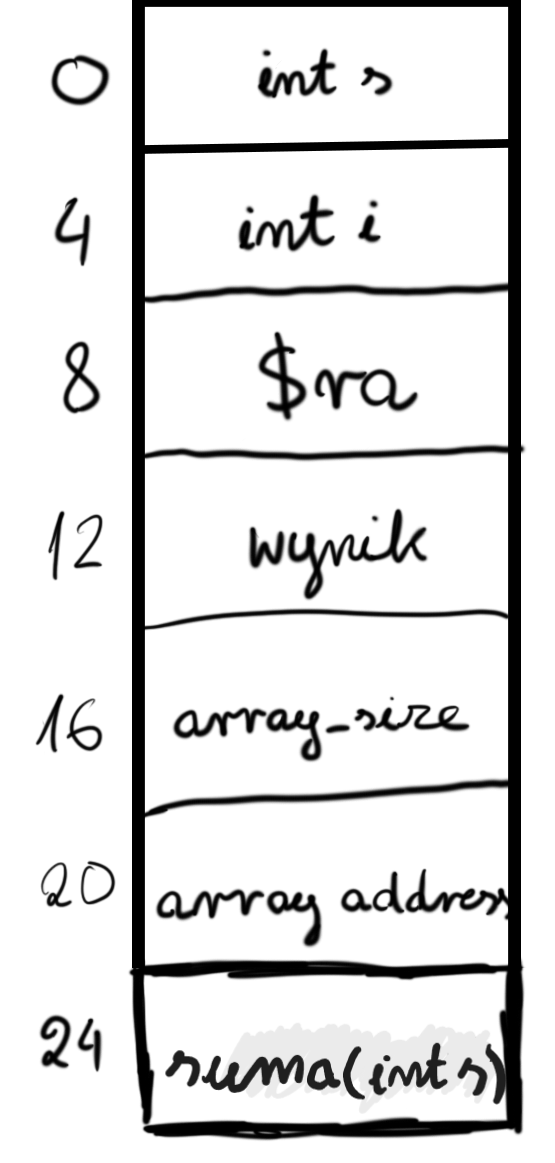 0 int s
4 int i
8 $ra
12 wynik
16 array_size
20 array address
24 suma(int s)